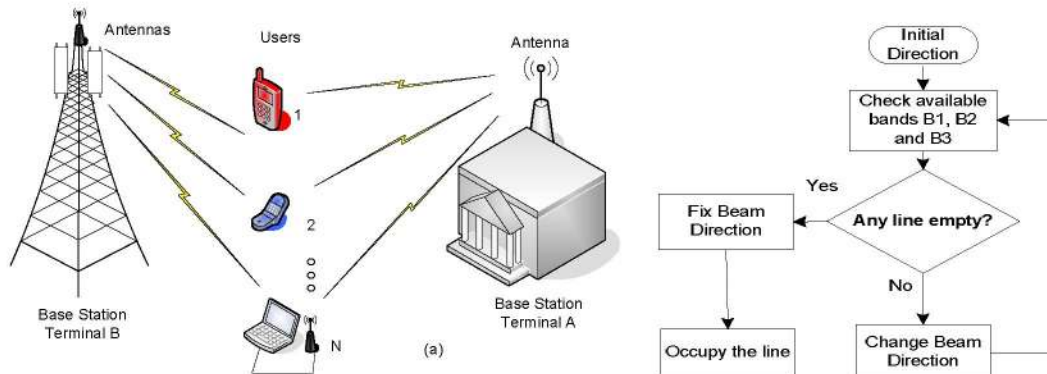 Antennas
Users
Antenna
1
2
N
Base Station
Terminal B
Base Station
Terminal A
(a)
Initial
Direction
Check available
bands B1, B2
and B3
Any line empty?
Yes
Fix Beam
Direction
Occupy the line
No
Change Beam
Direction